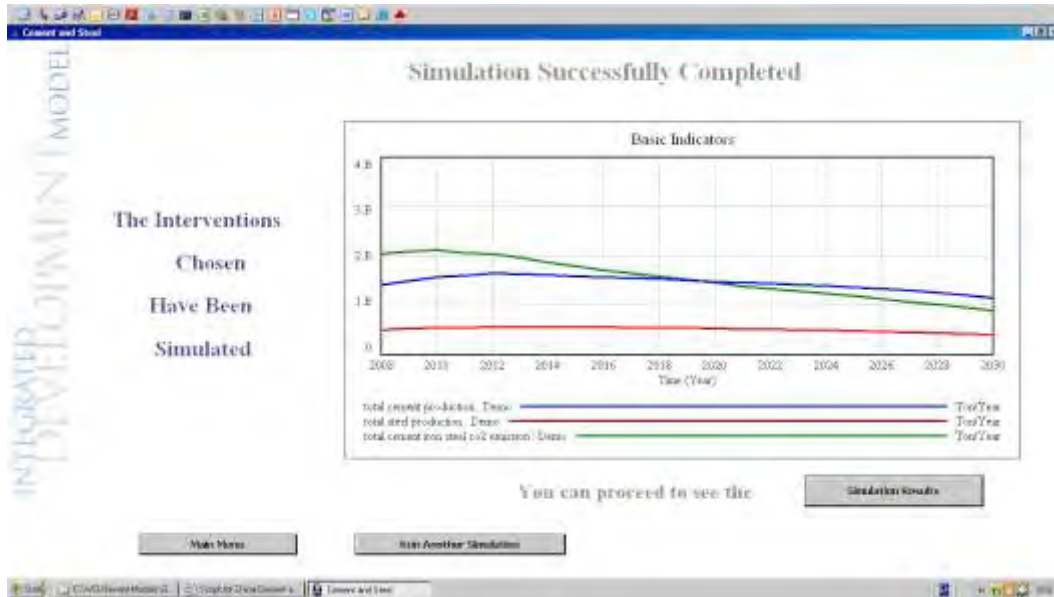 Cement and Steel
INTEGRATED
DEVELOPMENT MODEL
Simulation Successfully Completed
The Interventions
Chosen
Have Been
Simulated
Basic Indicators
4 B
3 B
2 B
1 B
0
2008 2010 2012 2014 2016 2018 2020 2022 2024 2026 2028 2030
Time (Year)
total cement production : Demo Ton/Year
total steel production : Demo Ton/Year
total cement iron steel co2 emission : Demo Ton/Year
You can proceed to see the
Simulation Results
Main Menu
Run Another Simulation
Cement and Steel